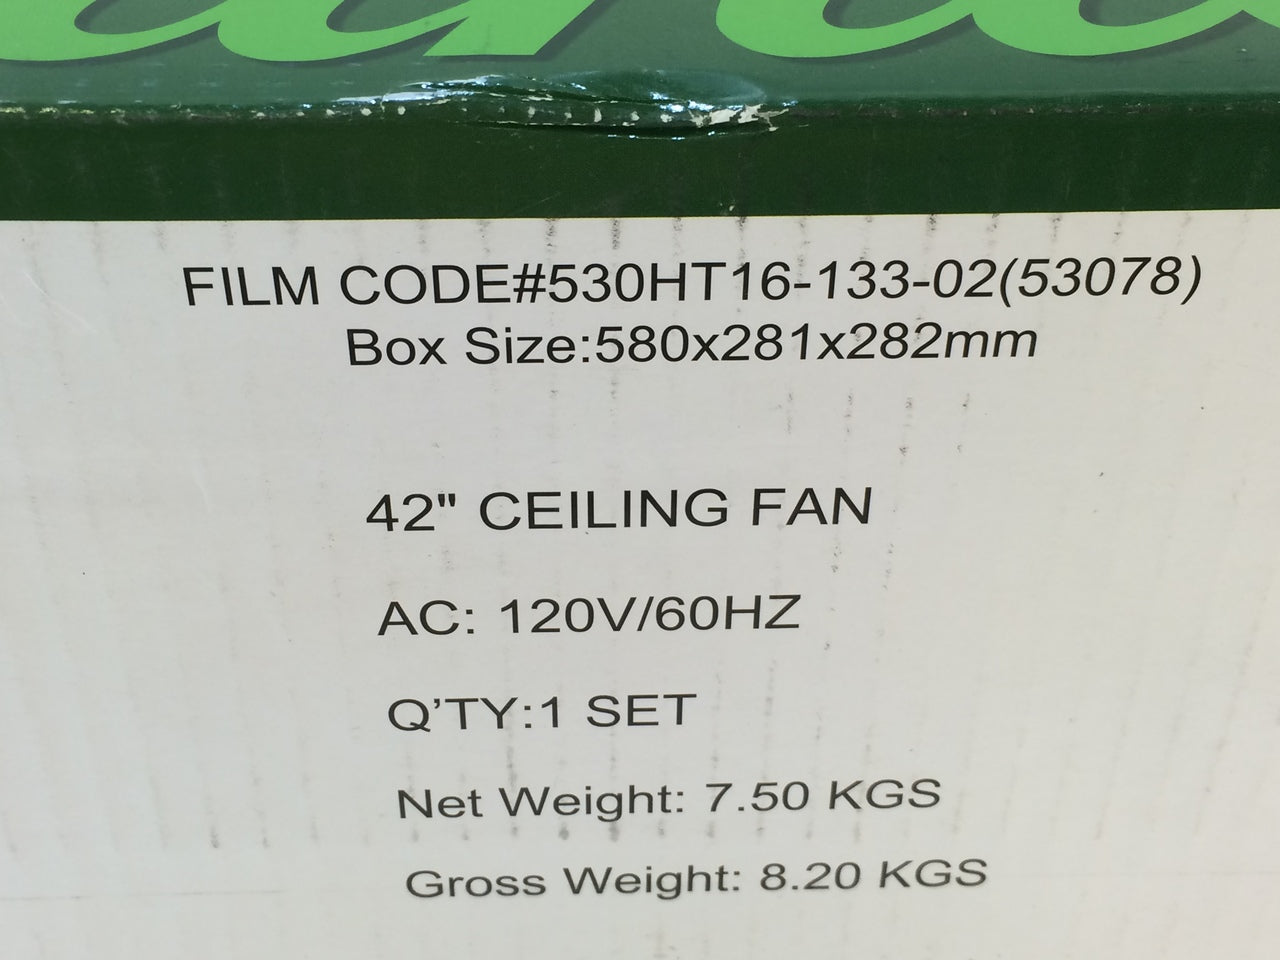 FILM CODE#530HT16-133-02(53078)
Box Size:580x281x282mm
42" CEILING FAN
AC: 120V/60HZ
Q'TY:1 SET
Net Weight: 7.50 KGS
Gross Weight: 8.20 KGS